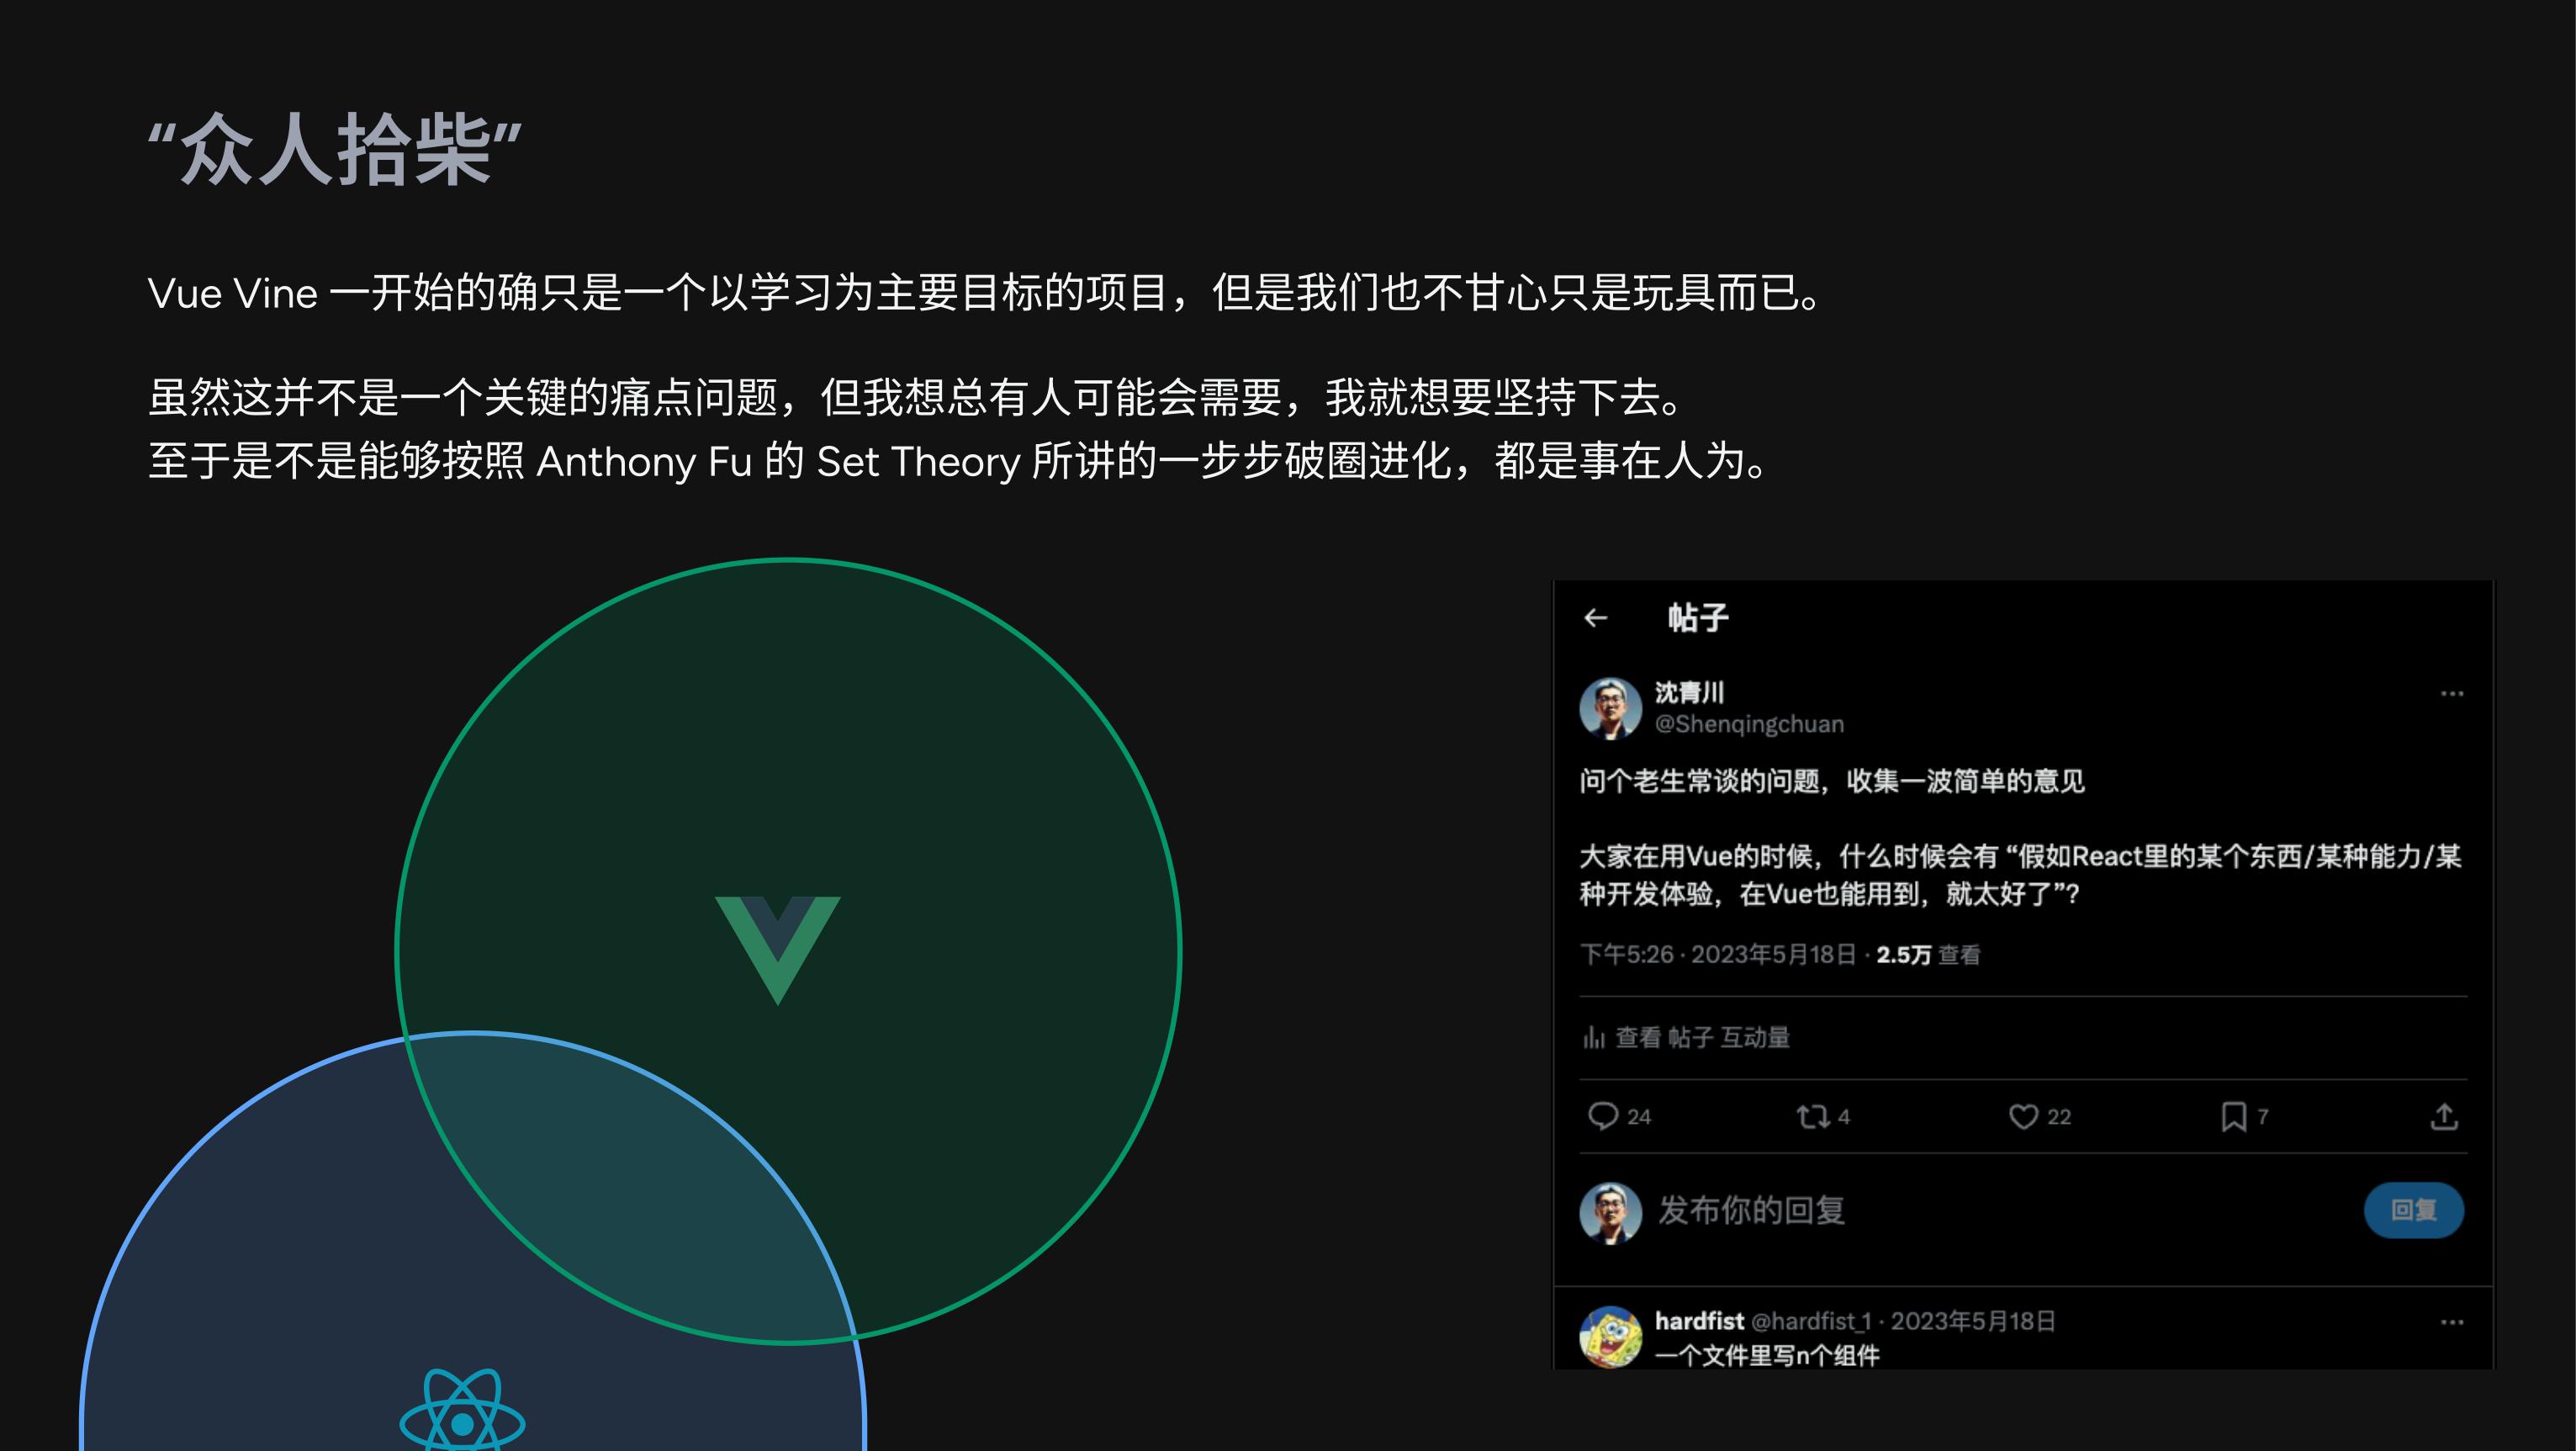 “众人拾柴”
Vue Vine 一开始的确只是一个以学习为主要目标的项目，但是我们也不甘心只是玩具而已。
虽然这并不是一个关键的痛点问题，但我想总有人可能会需要，我就想要坚持下去。
至于是不是能够按照 Anthony Fu 的 Set Theory 所讲的一步步破圈进化，都是事在人为。
帖子
沈青川
@Shenqingchuan
问个老生常谈的问题，收集一波简单的意见
大家在用Vue的时候，什么时候会有 “假如React里的某个东西/某种能力/某
种开发体验，在Vue也能用到，就太好了”？
下午5:26 · 2023年5月18日 · 2.5万 查看
查看 帖子 互动量
24 4 22 7
发布你的回复 回复
hardfist @hardfist_1 · 2023年5月18日
一个文件里写n个组件